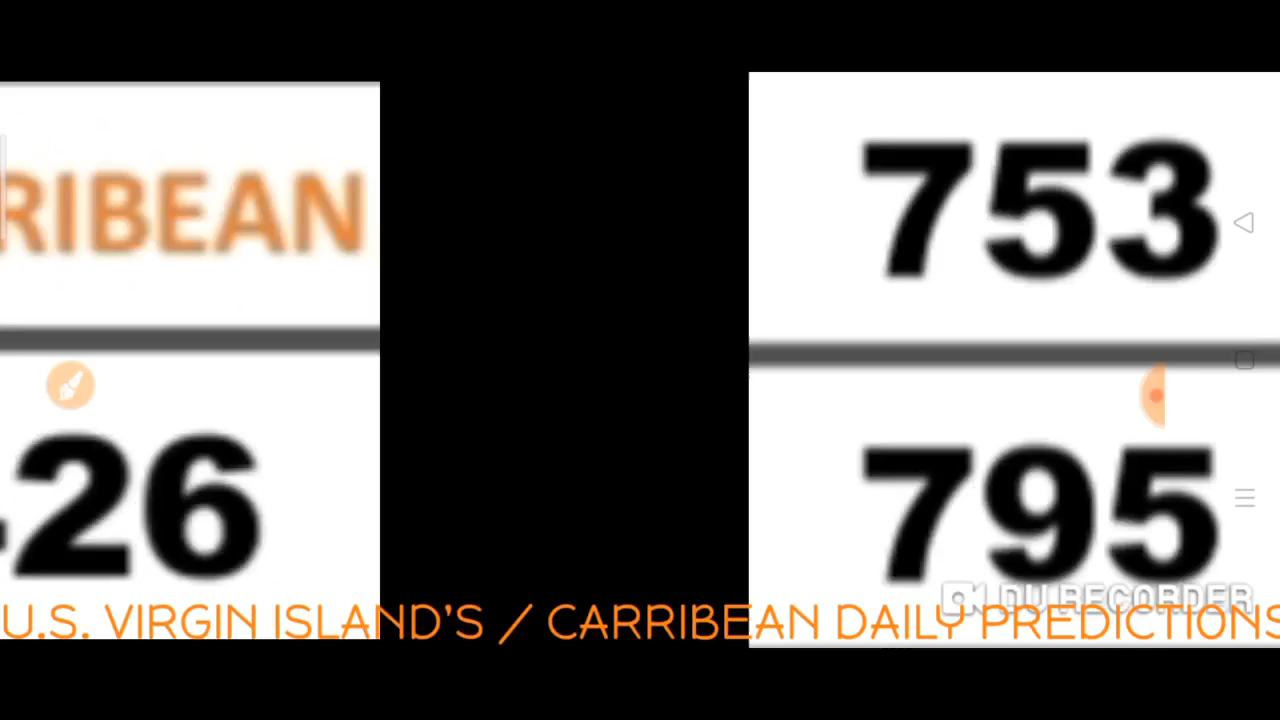 RIBEAN
753
26
795
DU RECORDER
U.S. VIRGIN ISLAND'S / CARRIBEAN DAILY PREDICTIONS